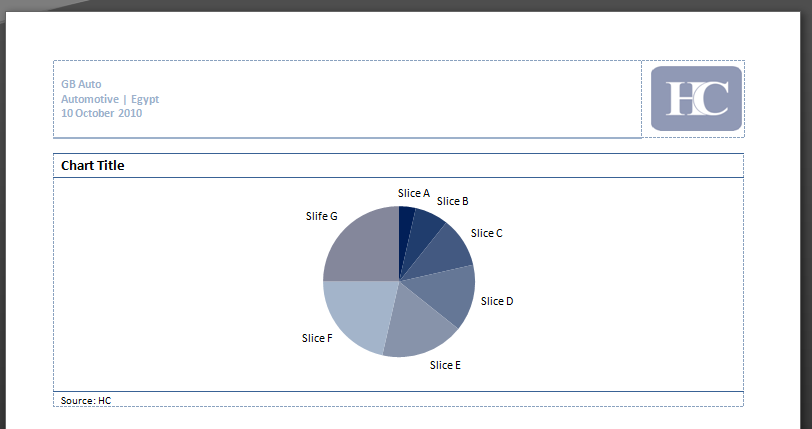 GB Auto
Automotive | Egypt
10 October 2010
HC
Chart Title
Slice A
Slice B
Slife G
Slice C
Slice D
Slice F
Slice E
Source: HC